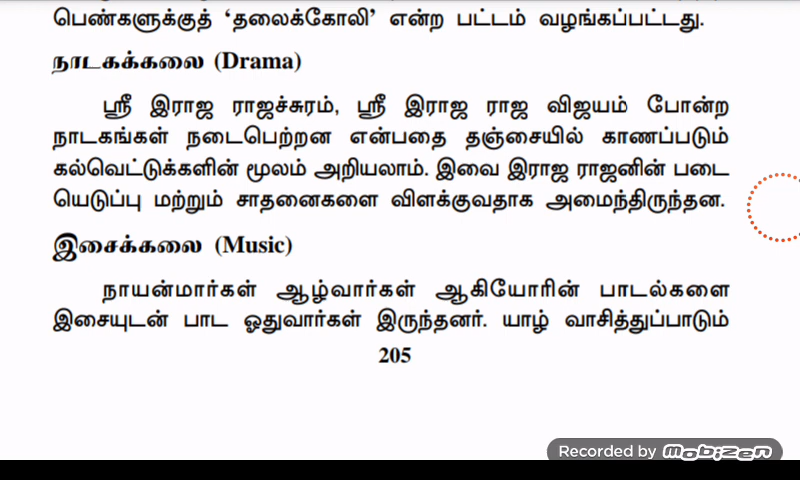 பெண்களுக்குத் ‘தலைக்கோலி’ என்ற பட்டம் வழங்கப்பட்டது.
நாடகக்கலை (Drama)
ஸ்ரீ இராஜ ராஜச்சுரம், ஸ்ரீ இராஜ ராஜ விஜயம் போன்ற
நாடகங்கள் நடைபெற்றன என்பதை தஞ்சையில் காணப்படும்
கல்வெட்டுக்களின் மூலம் அறியலாம். இவை இராஜ ராஜனின் படை
யெடுப்பு மற்றும் சாதனைகளை விளக்குவதாக அமைந்திருந்தன.
இசைக்கலை (Music)
நாயன்மார்கள் ஆழ்வார்கள் ஆகியோரின் பாடல்களை
இசையுடன் பாட ஓதுவார்கள் இருந்தனர். யாழ் வாசித்துப்பாடும்
205
Recorded by mobizen